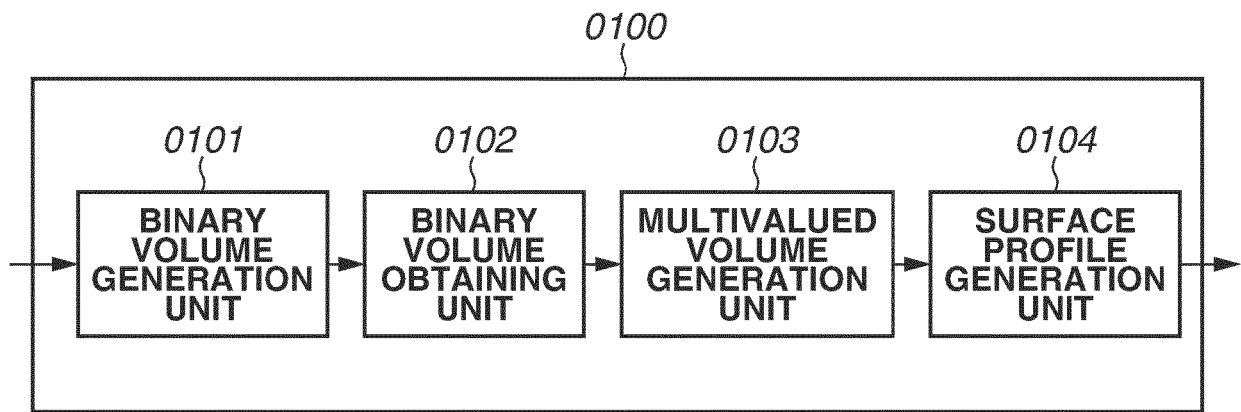 0100
0101
0102
0103
0104
BINARY
VOLUME
GENERATION
UNIT
BINARY
VOLUME
OBTAINING
UNIT
MULTIVALUED
VOLUME
GENERATION
UNIT
SURFACE
PROFILE
GENERATION
UNIT